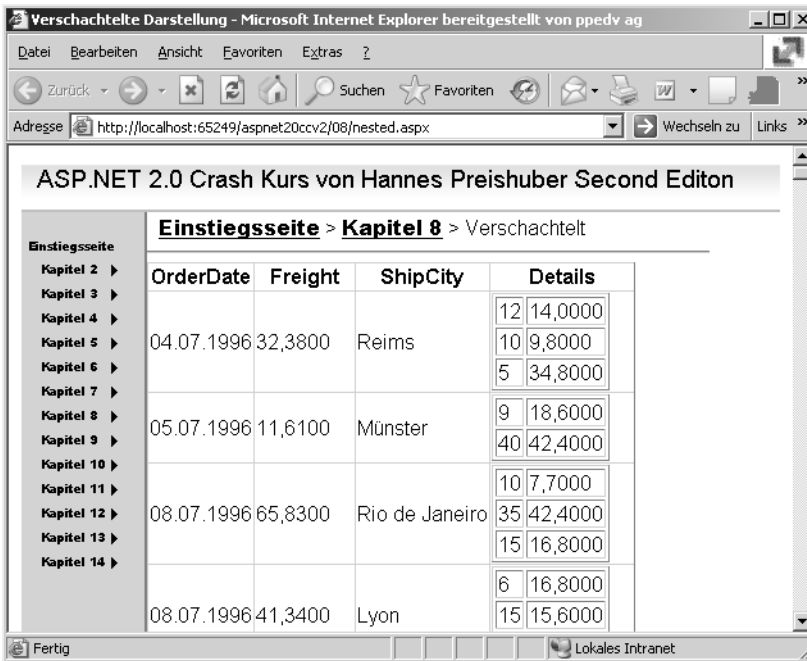 Verschachtelte Darstellung - Microsoft Internet Explorer bereitgestellt von ppedv ag
Datei Bearbeiten Ansicht Favoriten Extras ?
Zurück Suchen Favoriten
Adresse http://localhost:65249/aspnet20ccv2/08/nested.aspx Wechseln zu Links »
ASP.NET 2.0 Crash Kurs von Hannes Preishuber Second Editon
Einstiegsseite > Kapitel 8 > Verschachtelt
Einstiegsseite
Kapitel 2
Kapitel 3
Kapitel 4
Kapitel 5
Kapitel 6
Kapitel 7
Kapitel 8
Kapitel 9
Kapitel 10
Kapitel 11
Kapitel 12
Kapitel 13
Kapitel 14
OrderDate Freight ShipCity Details
04.07.1996 32,3800 Reims
12 14,0000
10 9,8000
5 34,8000
05.07.1996 11,6100 Münster
9 18,6000
40 42,4000
08.07.1996 65,8300 Rio de Janeiro
10 7,7000
35 42,4000
15 16,8000
08.07.1996 41,3400 Lyon
6 16,8000
15 15,6000
Fertig Lokales Intranet